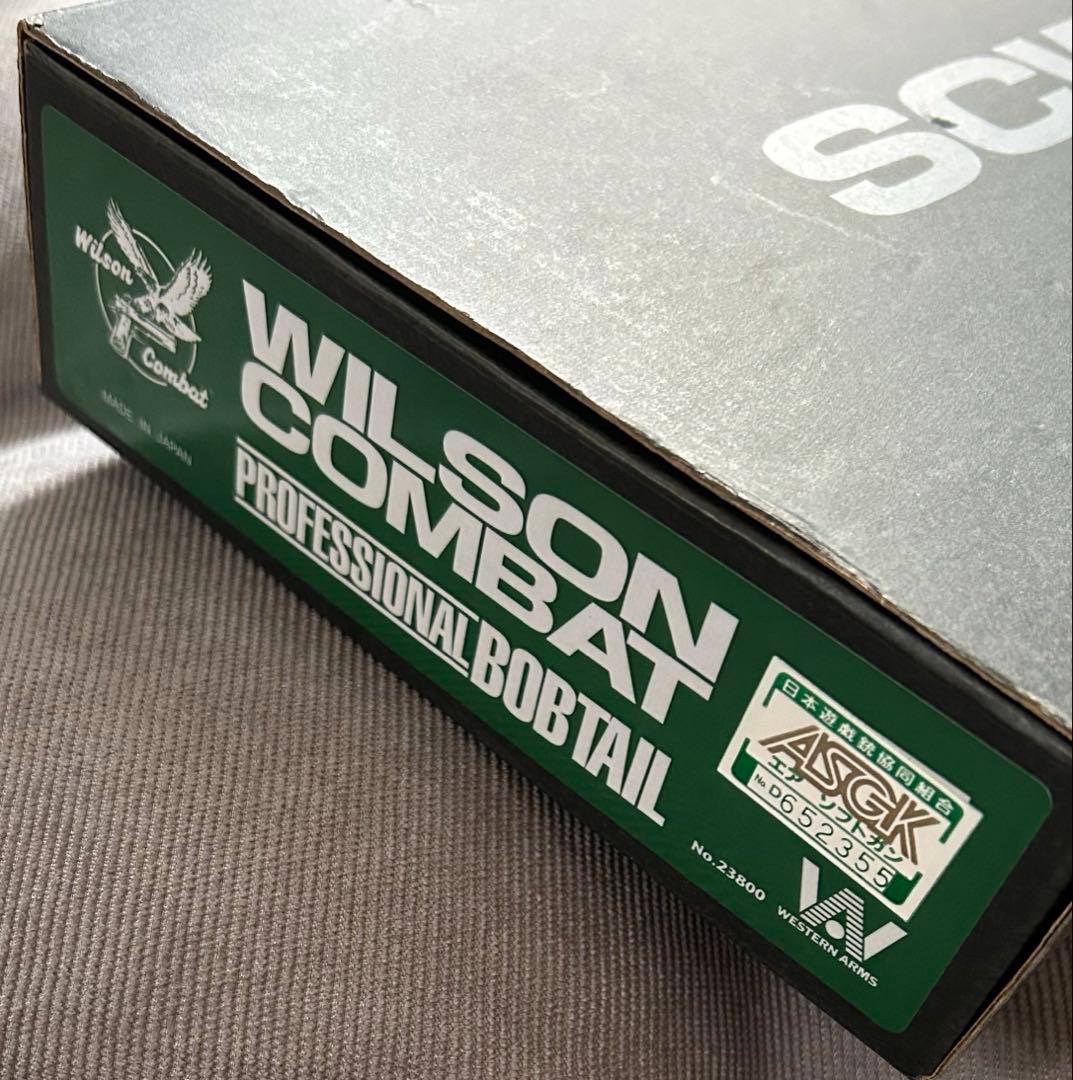 Wilson
Combat
MADE IN JAPAN
WILSON
COMBAT
PROFESSIONAL BOBTAIL
日本遊戯銃協同組合
ASGK
エアーソフトガン
No. D652355
No.23800
WESTERN ARMS